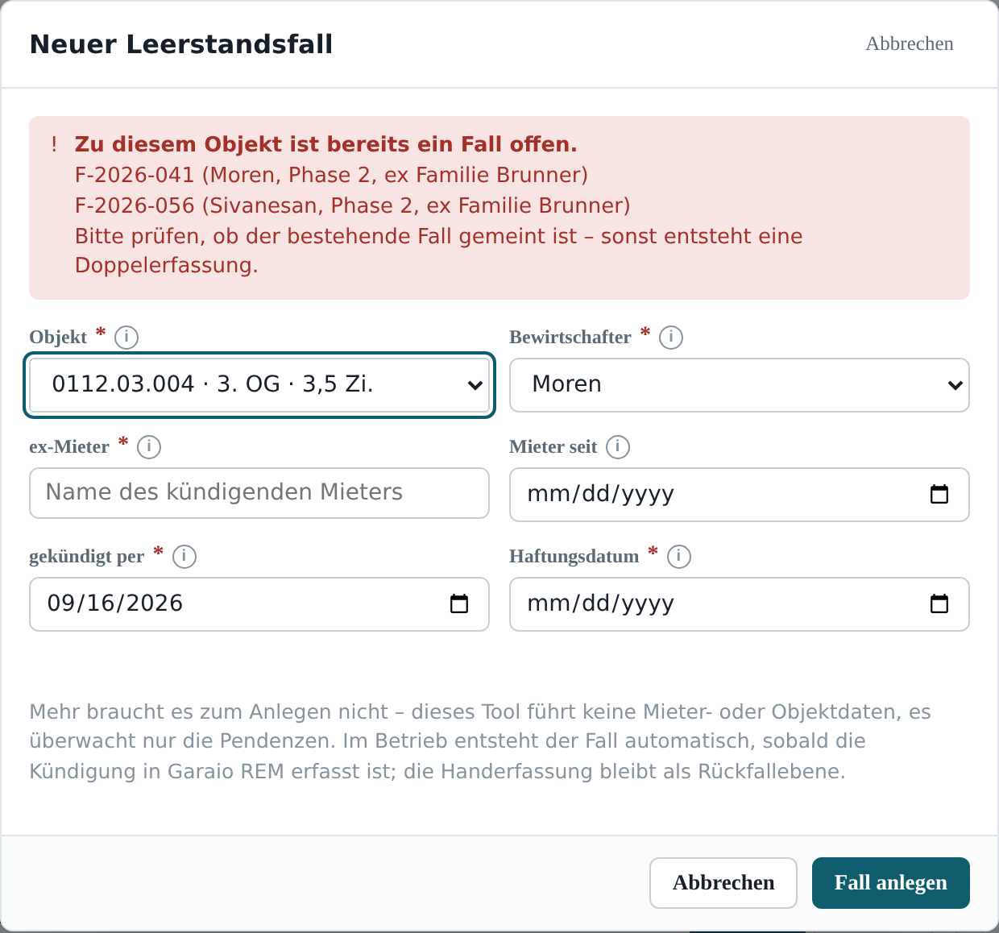 Neuer Leerstandsfall
Abbrechen
! Zu diesem Objekt ist bereits ein Fall offen.
F-2026-041 (Moren, Phase 2, ex Familie Brunner)
F-2026-056 (Sivanesan, Phase 2, ex Familie Brunner)
Bitte prüfen, ob der bestehende Fall gemeint ist – sonst entsteht eine
Doppelerfassung.
Objekt * i
Bewirtschafter * i
0112.03.004 · 3. OG · 3,5 Zi.
Moren
ex-Mieter * i
Mieter seit i
Name des kündigenden Mieters
mm/dd/yyyy
gekündigt per * i
Haftungsdatum * i
09/16/2026
mm/dd/yyyy
Mehr braucht es zum Anlegen nicht – dieses Tool führt keine Mieter- oder Objektdaten, es
überwacht nur die Pendenzen. Im Betrieb entsteht der Fall automatisch, sobald die
Kündigung in Garaio REM erfasst ist; die Handerfassung bleibt als Rückfallebene.
Abbrechen
Fall anlegen